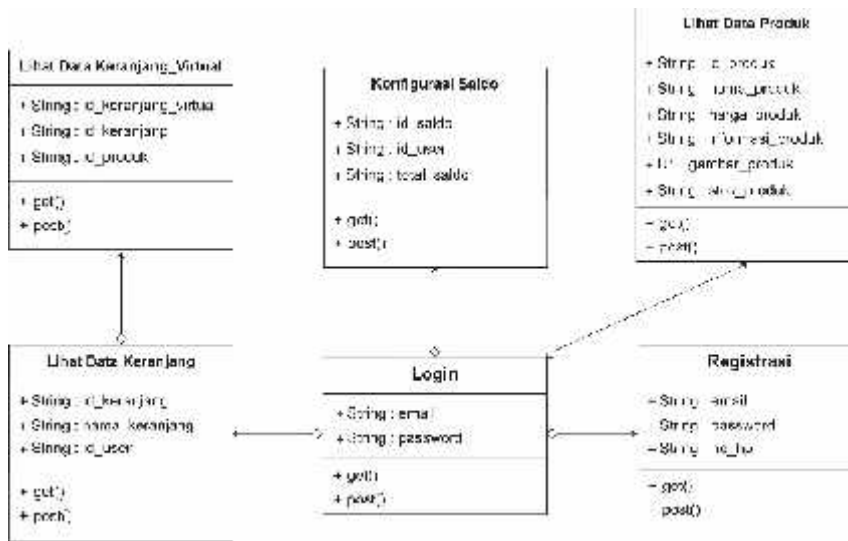 Lihat Data Keranjang_Virtual
+ String : id_keranjang_virtual
+ String : id_keranjang
+ String : id_produk
+ get()
+ post()
Konfigurasi Saldo
+ String : id_saldo
+ String : id_user
+ String : total_saldo
+ get()
+ post()
Lihat Data Produk
+ String : id_produk
+ String : nama_produk
+ String : harga_produk
+ String : informasi_produk
+ gambar_produk
+ String
+ get()
+ post()
Lihat Data Keranjang
+ String : id_keranjang
+ String : nama_keranjang
+ String : id_user
+ get()
+ post()
Login
+ String : email
+ String : password
+ get()
+ post()
Registrasi
+ String : email
String : password
+ String : no_hp
+ get()
post()